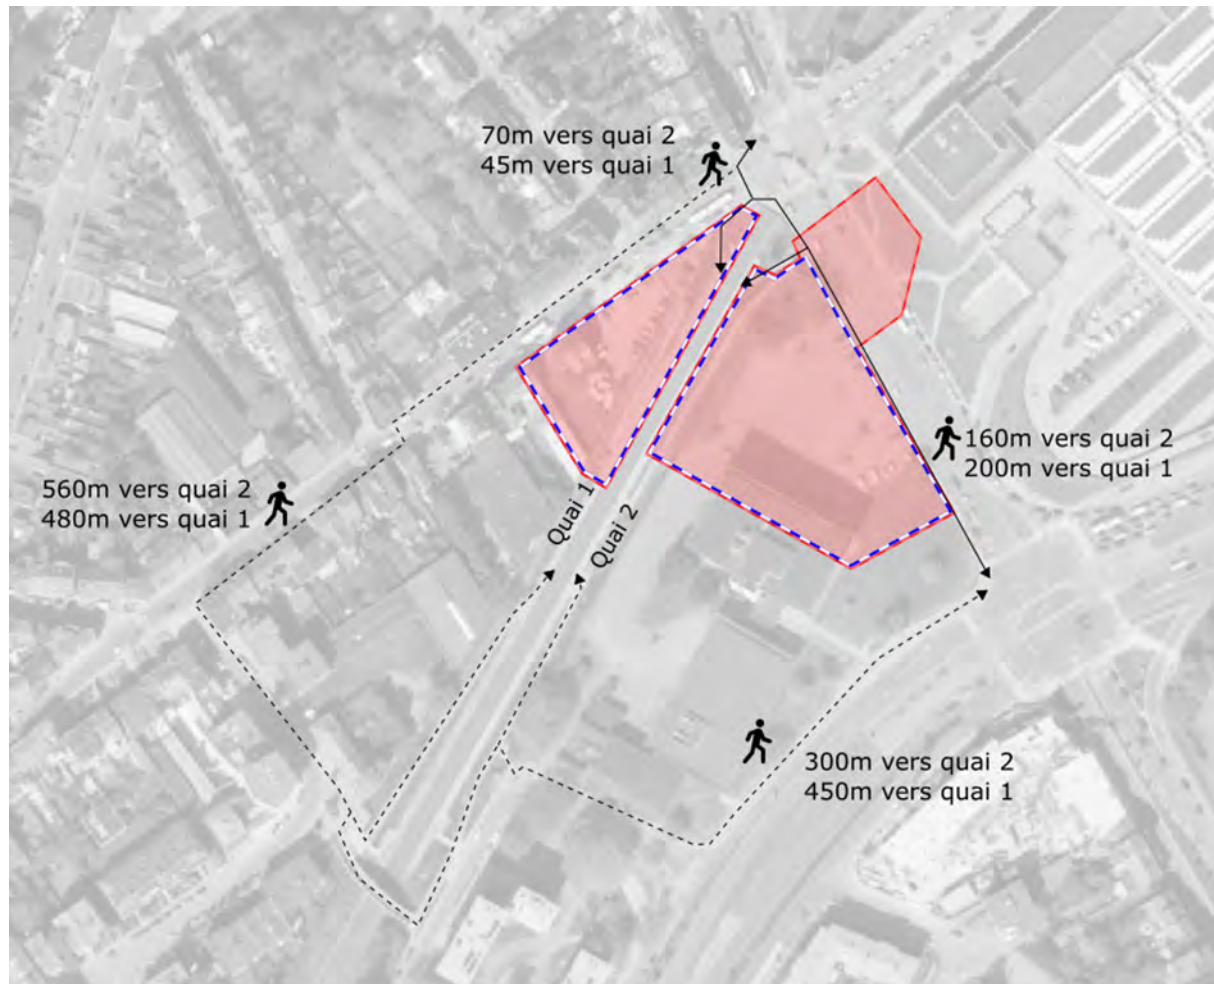 70m vers quai 2
45m vers quai 1
160m vers quai 2
200m vers quai 1
560m vers quai 2
480m vers quai 1
Quai 1
Quai 2
300m vers quai 2
450m vers quai 1